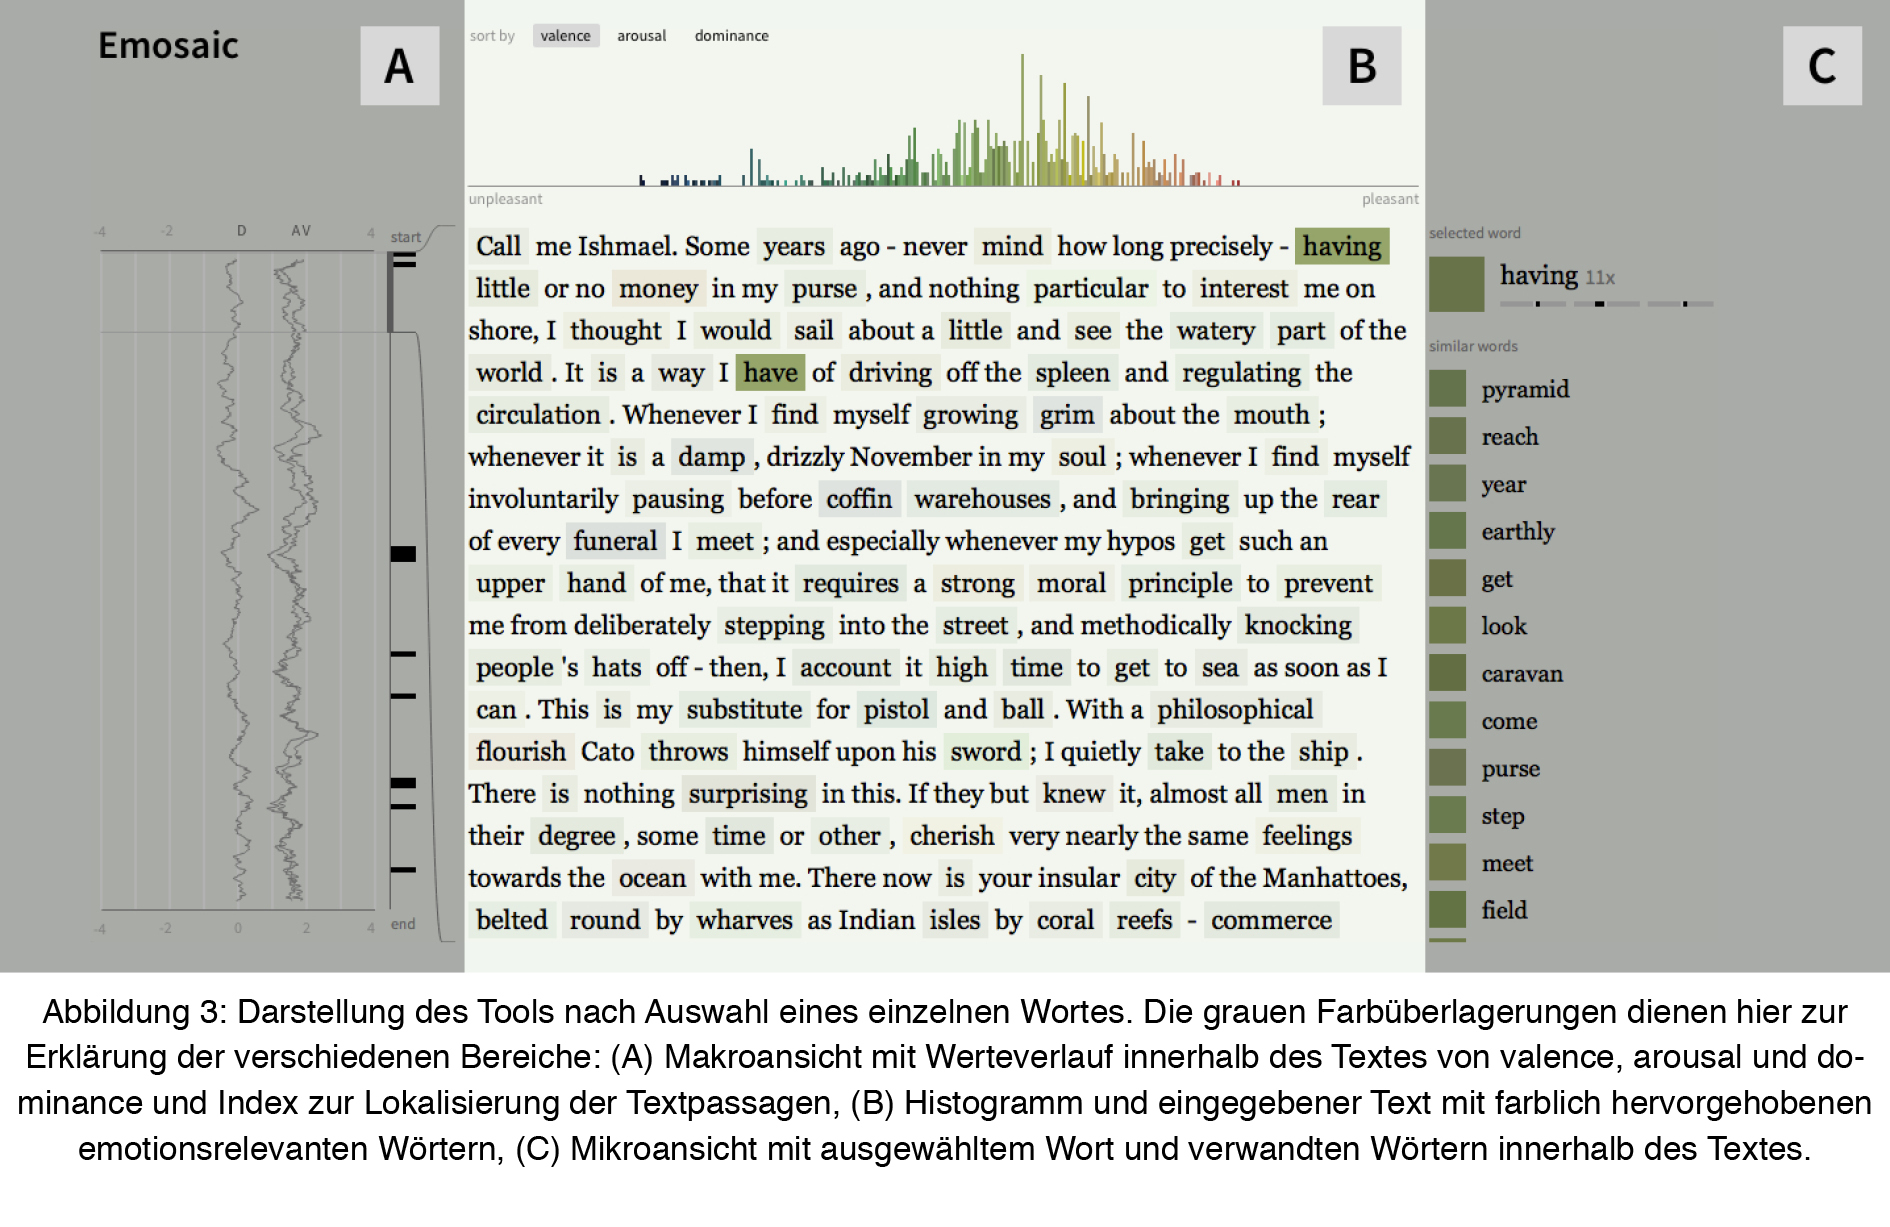 Emosaic
A
-4 -2 D AV 4
start
-4 -2 0 2 4
end
sort by valence arousal dominance
B
unpleasant pleasant
Call me Ishmael. Some years ago - never mind how long precisely - having
little or no money in my purse , and nothing particular to interest me on
shore, I thought I would sail about a little and see the watery part of the
world . It is a way I have of driving off the spleen and regulating the
circulation . Whenever I find myself growing grim about the mouth ;
whenever it is a damp , drizzly November in my soul ; whenever I find myself
involuntarily pausing before coffin warehouses , and bringing up the rear
of every funeral I meet ; and especially whenever my hypos get such an
upper hand of me, that it requires a strong moral principle to prevent
me from deliberately stepping into the street , and methodically knocking
people 's hats off - then, I account it high time to get to sea as soon as I
can . This is my substitute for pistol and ball . With a philosophical
flourish Cato throws himself upon his sword ; I quietly take to the ship .
There is nothing surprising in this. If they but knew it, almost all men in
their degree , some time or other , cherish very nearly the same feelings
towards the ocean with me. There now is your insular city of the Manhattoes,
belted round by wharves as Indian isles by coral reefs - commerce
C
selected word
having 11x
similar words
pyramid
reach
year
earthly
get
look
caravan
come
purse
step
meet
field
Abbildung 3: Darstellung des Tools nach Auswahl eines einzelnen Wortes. Die grauen Farbüberlagerungen dienen hier zur
Erklärung der verschiedenen Bereiche: (A) Makroansicht mit Werteverlauf innerhalb des Textes von valence, arousal und do-
minance und Index zur Lokalisierung der Textpassagen, (B) Histogramm und eingegebener Text mit farblich hervorgehobenen
emotionsrelevanten Wörtern, (C) Mikroansicht mit ausgewähltem Wort und verwandten Wörtern innerhalb des Textes.